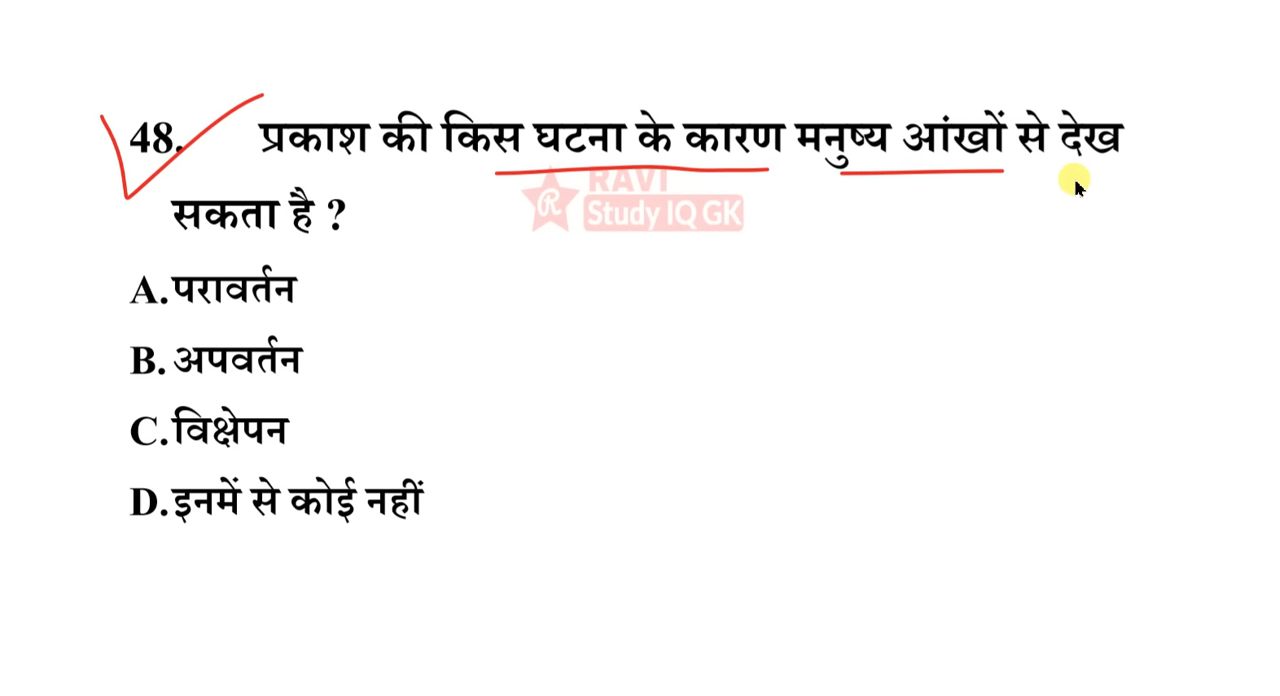 48. प्रकाश की किस घटना के कारण मनुष्य आंखों से देख
RAVI
Study IQ GK
सकता है ?
A.परावर्तन
B. अपवर्तन
C.विक्षेपन
D.इनमें से कोई नहीं